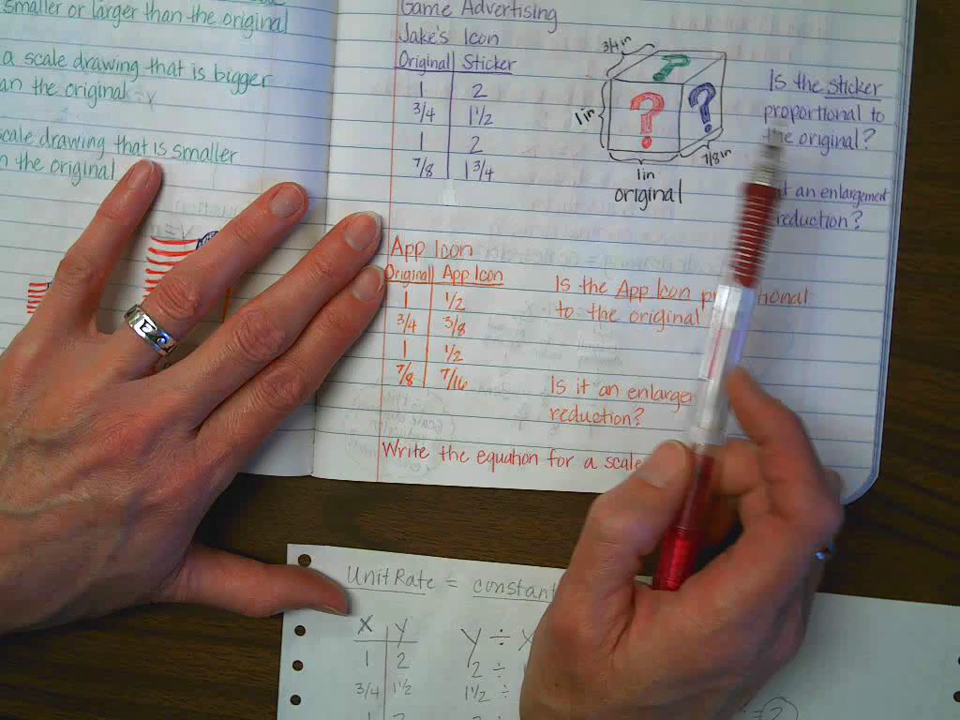 smaller or larger than the original
a scale drawing that is bigger
an the original
scale drawing that is smaller
n the original
Game Advertising
Jake's Icon
Original Sticker
1 2
3/4 1 1/2
1 2
7/8 1 3/4
3/4 in
1 in
7/8 in
1 in
original
? ? ?
Is the sticker
proportional to
the original?
it an enlargement
reduction?
App Icon
Original App Icon
1 1/2
3/4 3/8
1 1/2
7/8 7/16
Is the App Icon p tional
to the original
Is it an enlarge
reduction?
Write the equation for a scale
Unit Rate = constant
X Y Y ÷ X
1 2 2 ÷
3/4 1 1/2 1 1/2 ÷
= 2